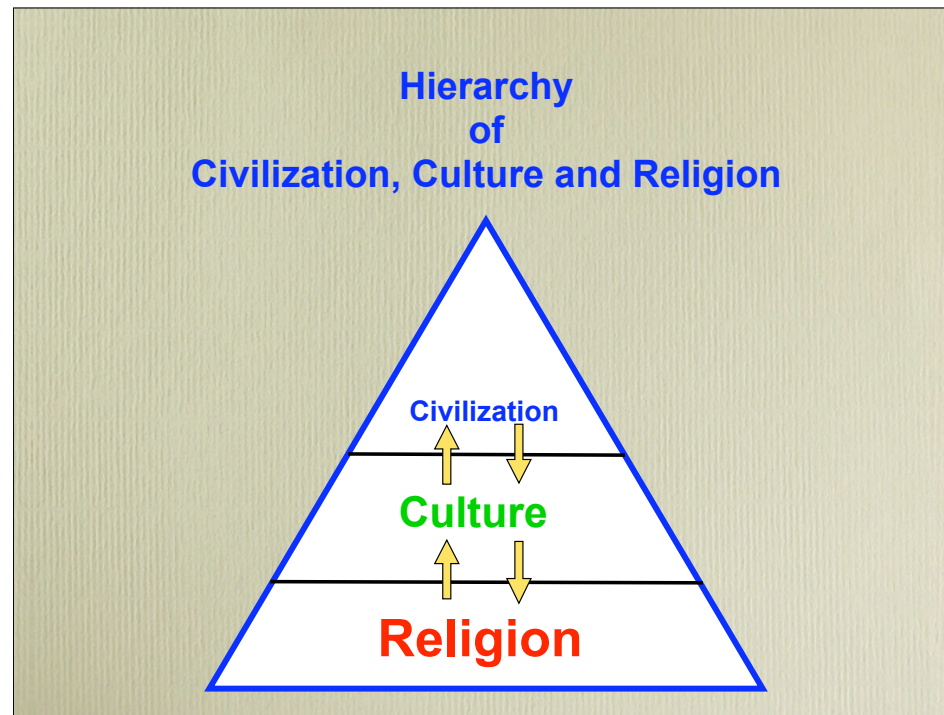 Hierarchy
of
Civilization, Culture and Religion
Civilization
Culture
Religion